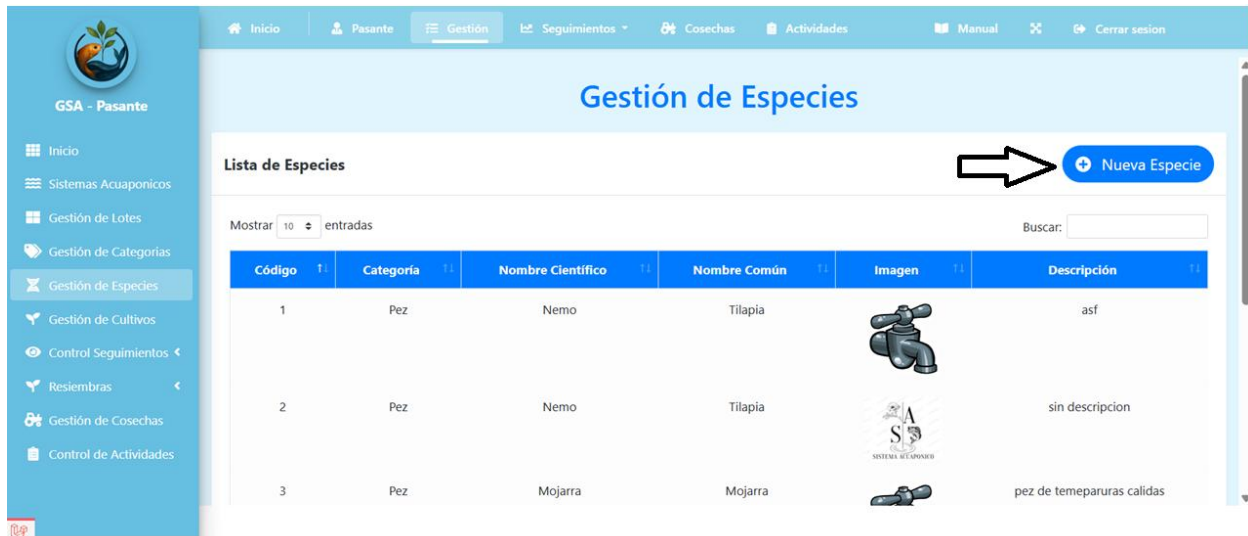 Inicio Pasante Gestión Seguimientos Cosechas Actividades Manual Cerrar sesion
GSA - Pasante
Inicio
Sistemas Acuaponicos
Gestión de Lotes
Gestión de Categorias
Gestión de Especies
Gestión de Cultivos
Control Seguimientos
Resiembras
Gestión de Cosechas
Control de Actividades
Gestión de Especies
Lista de Especies Nueva Especie
Mostrar 10 entradas Buscar:
Código Categoría Nombre Científico Nombre Común Imagen Descripción
1 Pez Nemo Tilapia asf
2 Pez Nemo Tilapia sin descripcion
A
S
SISTEMA ACUAPONICO
3 Pez Mojarra Mojarra pez de temeparuras calidas